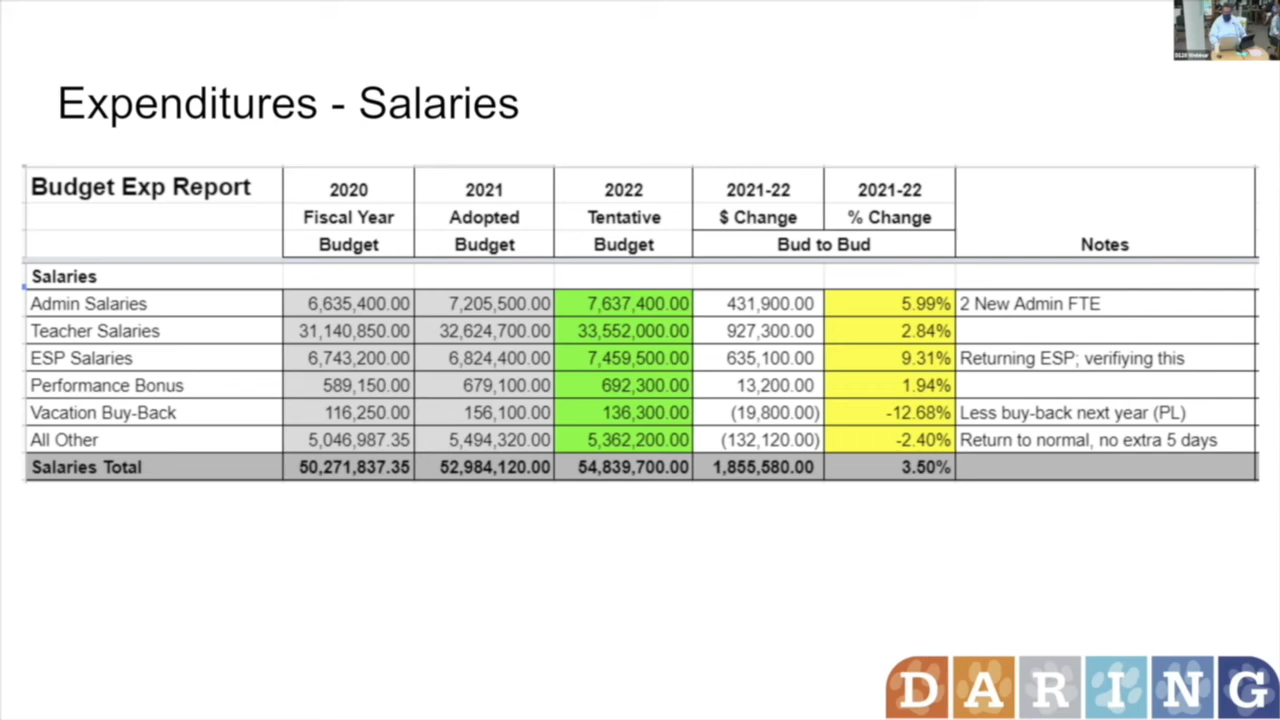 Expenditures - Salaries
Budget Exp Report 2020 2021 2022 2021-22 2021-22
Fiscal Year Adopted Tentative $ Change % Change
Budget Budget Budget Bud to Bud Notes
Salaries
Admin Salaries 6,635,400.00 7,205,500.00 7,637,400.00 431,900.00 5.99% 2 New Admin FTE
Teacher Salaries 31,140,850.00 32,624,700.00 33,552,000.00 927,300.00 2.84%
ESP Salaries 6,743,200.00 6,824,400.00 7,459,500.00 635,100.00 9.31% Returning ESP; verifiying this
Performance Bonus 589,150.00 679,100.00 692,300.00 13,200.00 1.94%
Vacation Buy-Back 116,250.00 156,100.00 136,300.00 (19,800.00) -12.68% Less buy-back next year (PL)
All Other 5,046,987.35 5,494,320.00 5,362,200.00 (132,120.00) -2.40% Return to normal, no extra 5 days
Salaries Total 50,271,837.35 52,984,120.00 54,839,700.00 1,855,580.00 3.50%
DARING